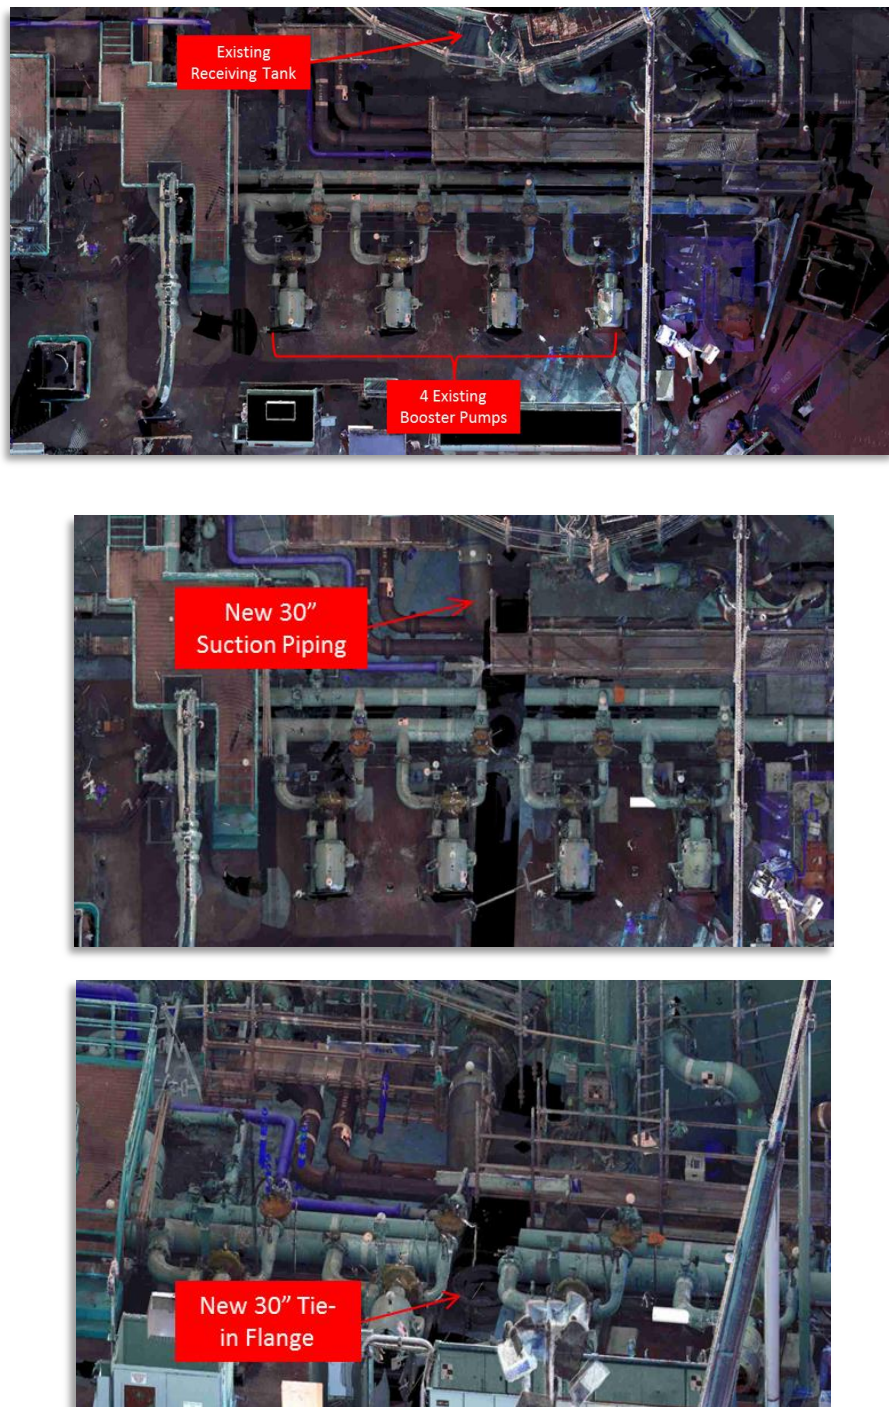 Existing
Receiving Tank
4 Existing
Booster Pumps
New 30”
Suction Piping
New 30” Tie-
in Flange